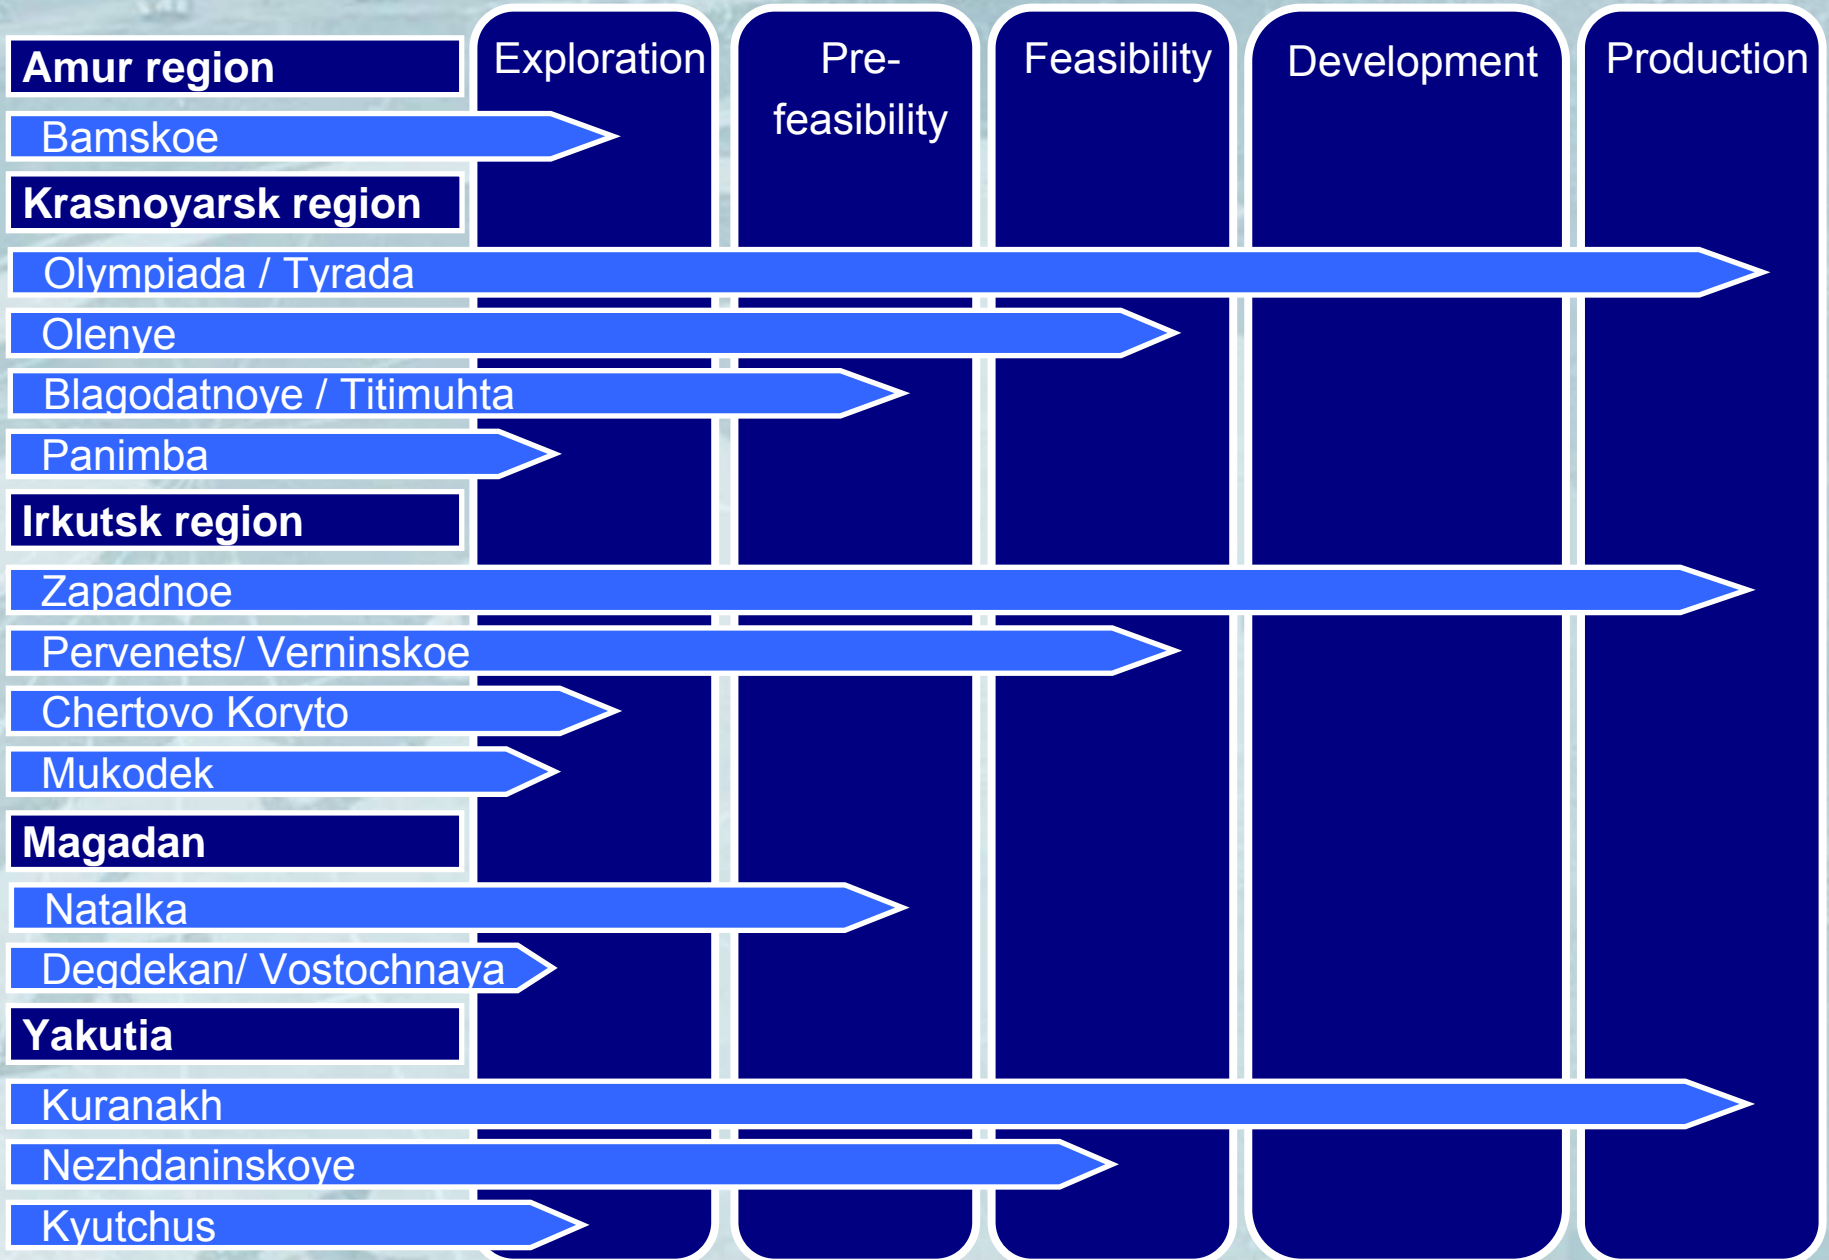 Exploration
Pre-
feasibility
Feasibility
Development
Production
Amur region
Bamskoe
Krasnoyarsk region
Olympiada / Tyrada
Olenye
Blagodatnoye / Titimuhta
Panimba
Irkutsk region
Zapadnoe
Pervenets/ Verninskoe
Chertovo Koryto
Mukodek
Magadan
Natalka
Degdekan/ Vostochnaya
Yakutia
Kuranakh
Nezhdaninskoye
Kyutchus